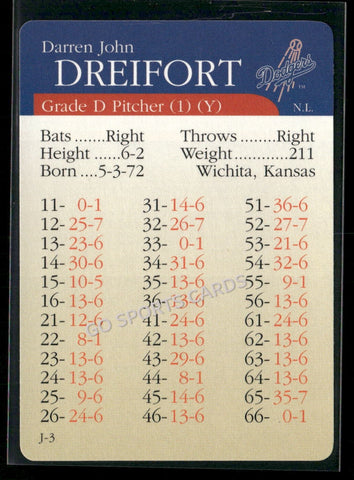 Darren John
DREIFORT
Dodgers
TM
Grade D Pitcher (1) (Y)
N.L.
Bats .......Right Throws ........Right
Height ........6-2 Weight............211
Born ....5-3-72 Wichita, Kansas
11- 0-1 31- 14-6 51- 36-6
12- 25-7 32- 26-7 52- 27-7
13- 23-6 33- 0-1 53- 21-6
14- 30-6 34- 31-6 54- 32-6
15- 10-5 35- 13-6 55- 9-1
16- 13-6 36- 13-6 56- 13-6
21- 12-6 41- 24-6 61- 13-6
22- 8-1 42- 13-6 62- 13-6
23- 13-6 43- 29-6 63- 13-6
24- 13-6 44- 8-1 64- 24-6
25- 9-1 45- 24-6 65- 35-7
26- 24-6 46- 13-6 66- 0-1
GO SPORTS CARDS
J-3